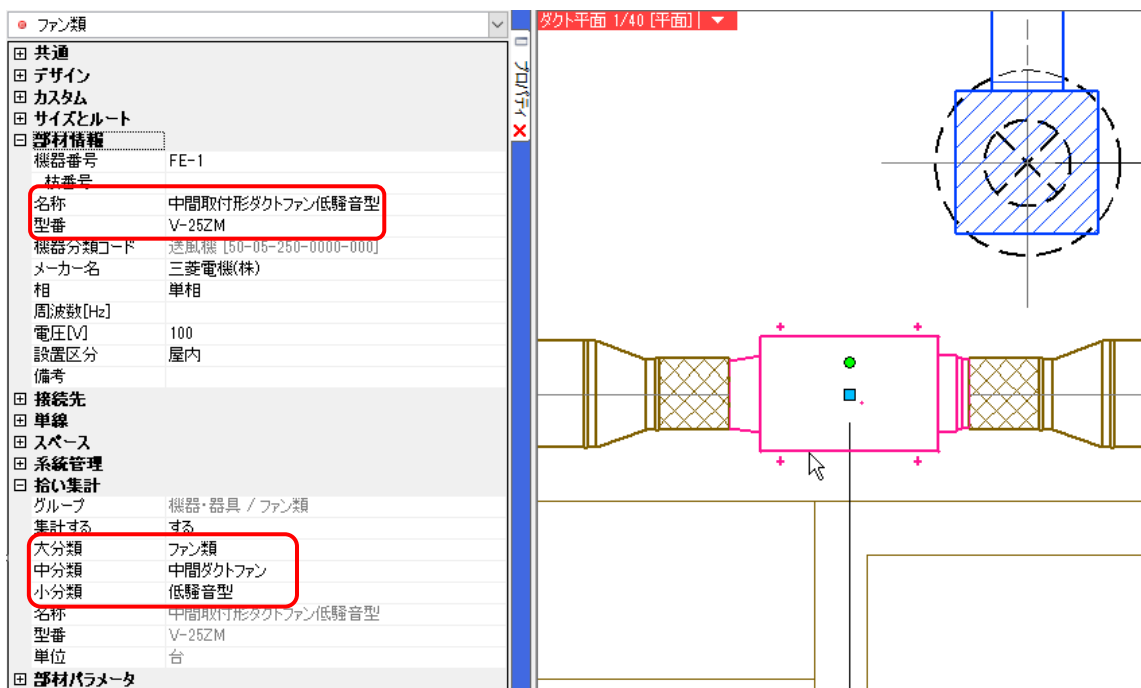 ファン類
共通
デザイン
カスタム
サイズとルート
部材情報
機器番号 FE-1
枝番号
名称 中間取付形ダクトファン低騒音型
型番 V-25ZM
機器分類コード 送風機 [50-05-250-0000-000]
メーカー名 三菱電機(株)
相 単相
周波数[Hz]
電圧[V] 100
設置区分 屋内
備考
接続先
単線
スペース
系統管理
拾い集計
グループ 機器・器具 / ファン類
集計する する
大分類 ファン類
中分類 中間ダクトファン
小分類 低騒音型
名称 中間取付形ダクトファン低騒音型
型番 V-25ZM
単位 台
部材パラメータ
プロパティ
ダクト平面 1/40 [平面]